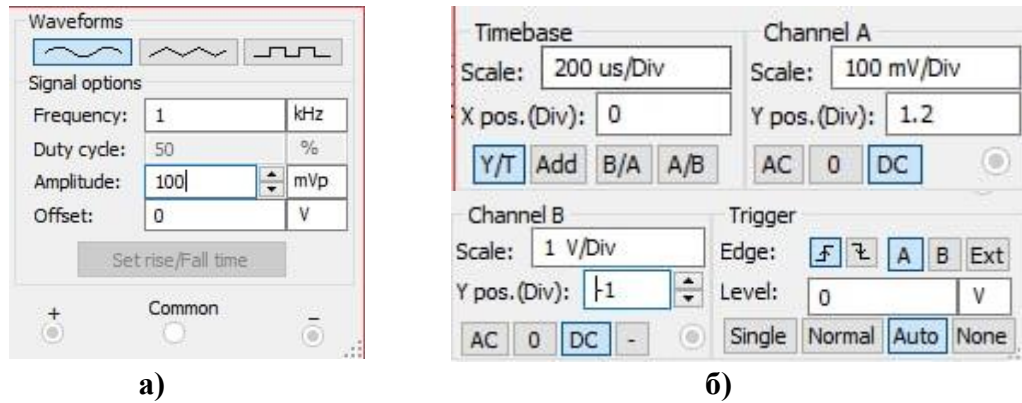 Waveforms
Signal options
Frequency: 1 kHz
Duty cycle: 50 %
Amplitude: 100 mVp
Offset: 0 V
Set rise/Fall time
+ Common –
а)
Timebase
Scale: 200 us/Div
X pos.(Div): 0
Y/T Add B/A A/B
Channel A
Scale: 100 mV/Div
Y pos.(Div): 1.2
AC 0 DC
Channel B
Scale: 1 V/Div
Y pos.(Div): -1
AC 0 DC -
Trigger
Edge: A B Ext
Level: 0 V
Single Normal Auto None
б)